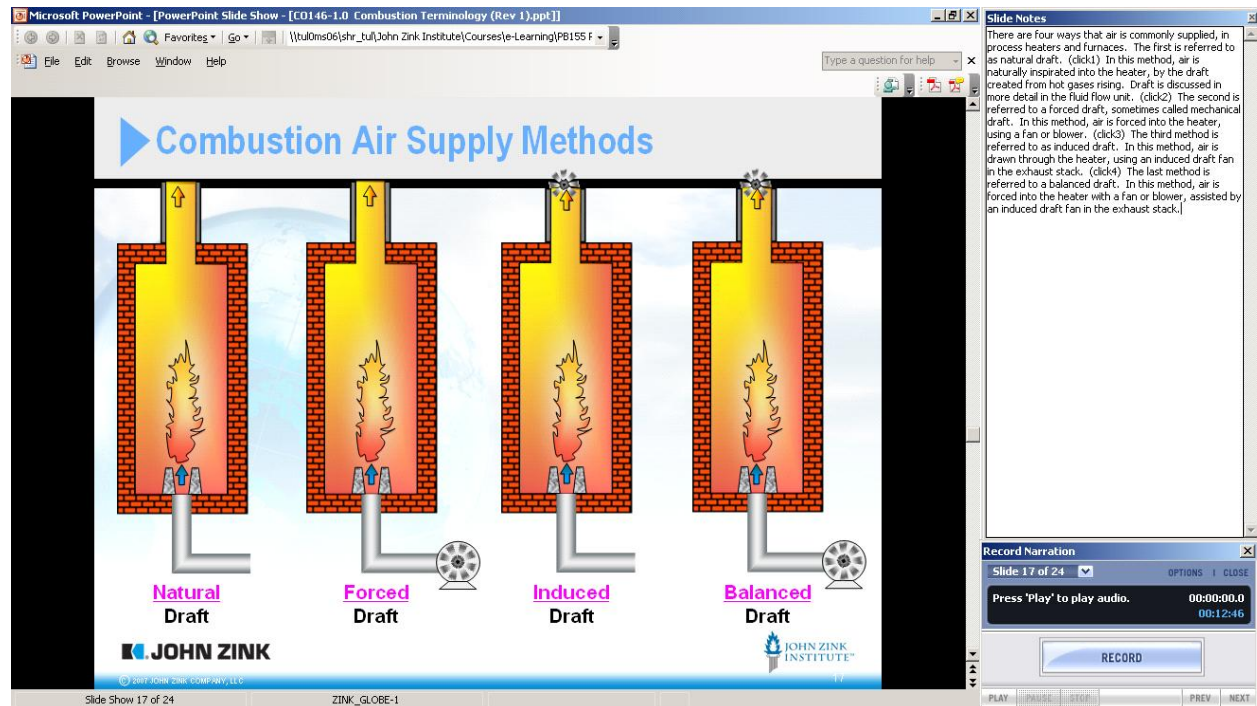 Microsoft PowerPoint - [PowerPoint Slide Show - [CO146-1.0 Combustion Terminology (Rev 1).ppt]]
Favorites Go \\tul0ms06\shr_tul\John Zink Institute\Courses\e-Learning\PB155 F
File Edit Browse Window Help
Type a question for help
Combustion Air Supply Methods
Natural
Draft
Forced
Draft
Induced
Draft
Balanced
Draft
JOHN ZINK
JOHN ZINK
INSTITUTE
© 2007 JOHN ZINK COMPANY, LLC
17
Slide Show 17 of 24
ZINK_GLOBE-1
Slide Notes
There are four ways that air is commonly supplied, in
process heaters and furnaces. The first is referred to
as natural draft. (click1) In this method, air is
naturally inspirated into the heater, by the draft
created from hot gases rising. Draft is discussed in
more detail in the fluid flow unit. (click2) The second is
referred to a forced draft, sometimes called mechanical
draft. In this method, air is forced into the heater,
using a fan or blower. (click3) The third method is
referred to as induced draft. In this method, air is
drawn through the heater, using an induced draft fan
in the exhaust stack. (click4) The last method is
referred to a balanced draft. In this method, air is
forced into the heater with a fan or blower, assisted by
an induced draft fan in the exhaust stack.
Record Narration
Slide 17 of 24
OPTIONS | CLOSE
Press 'Play' to play audio.
00:00:00.0
00:12:46
RECORD
PLAY PAUSE STOP PREV NEXT